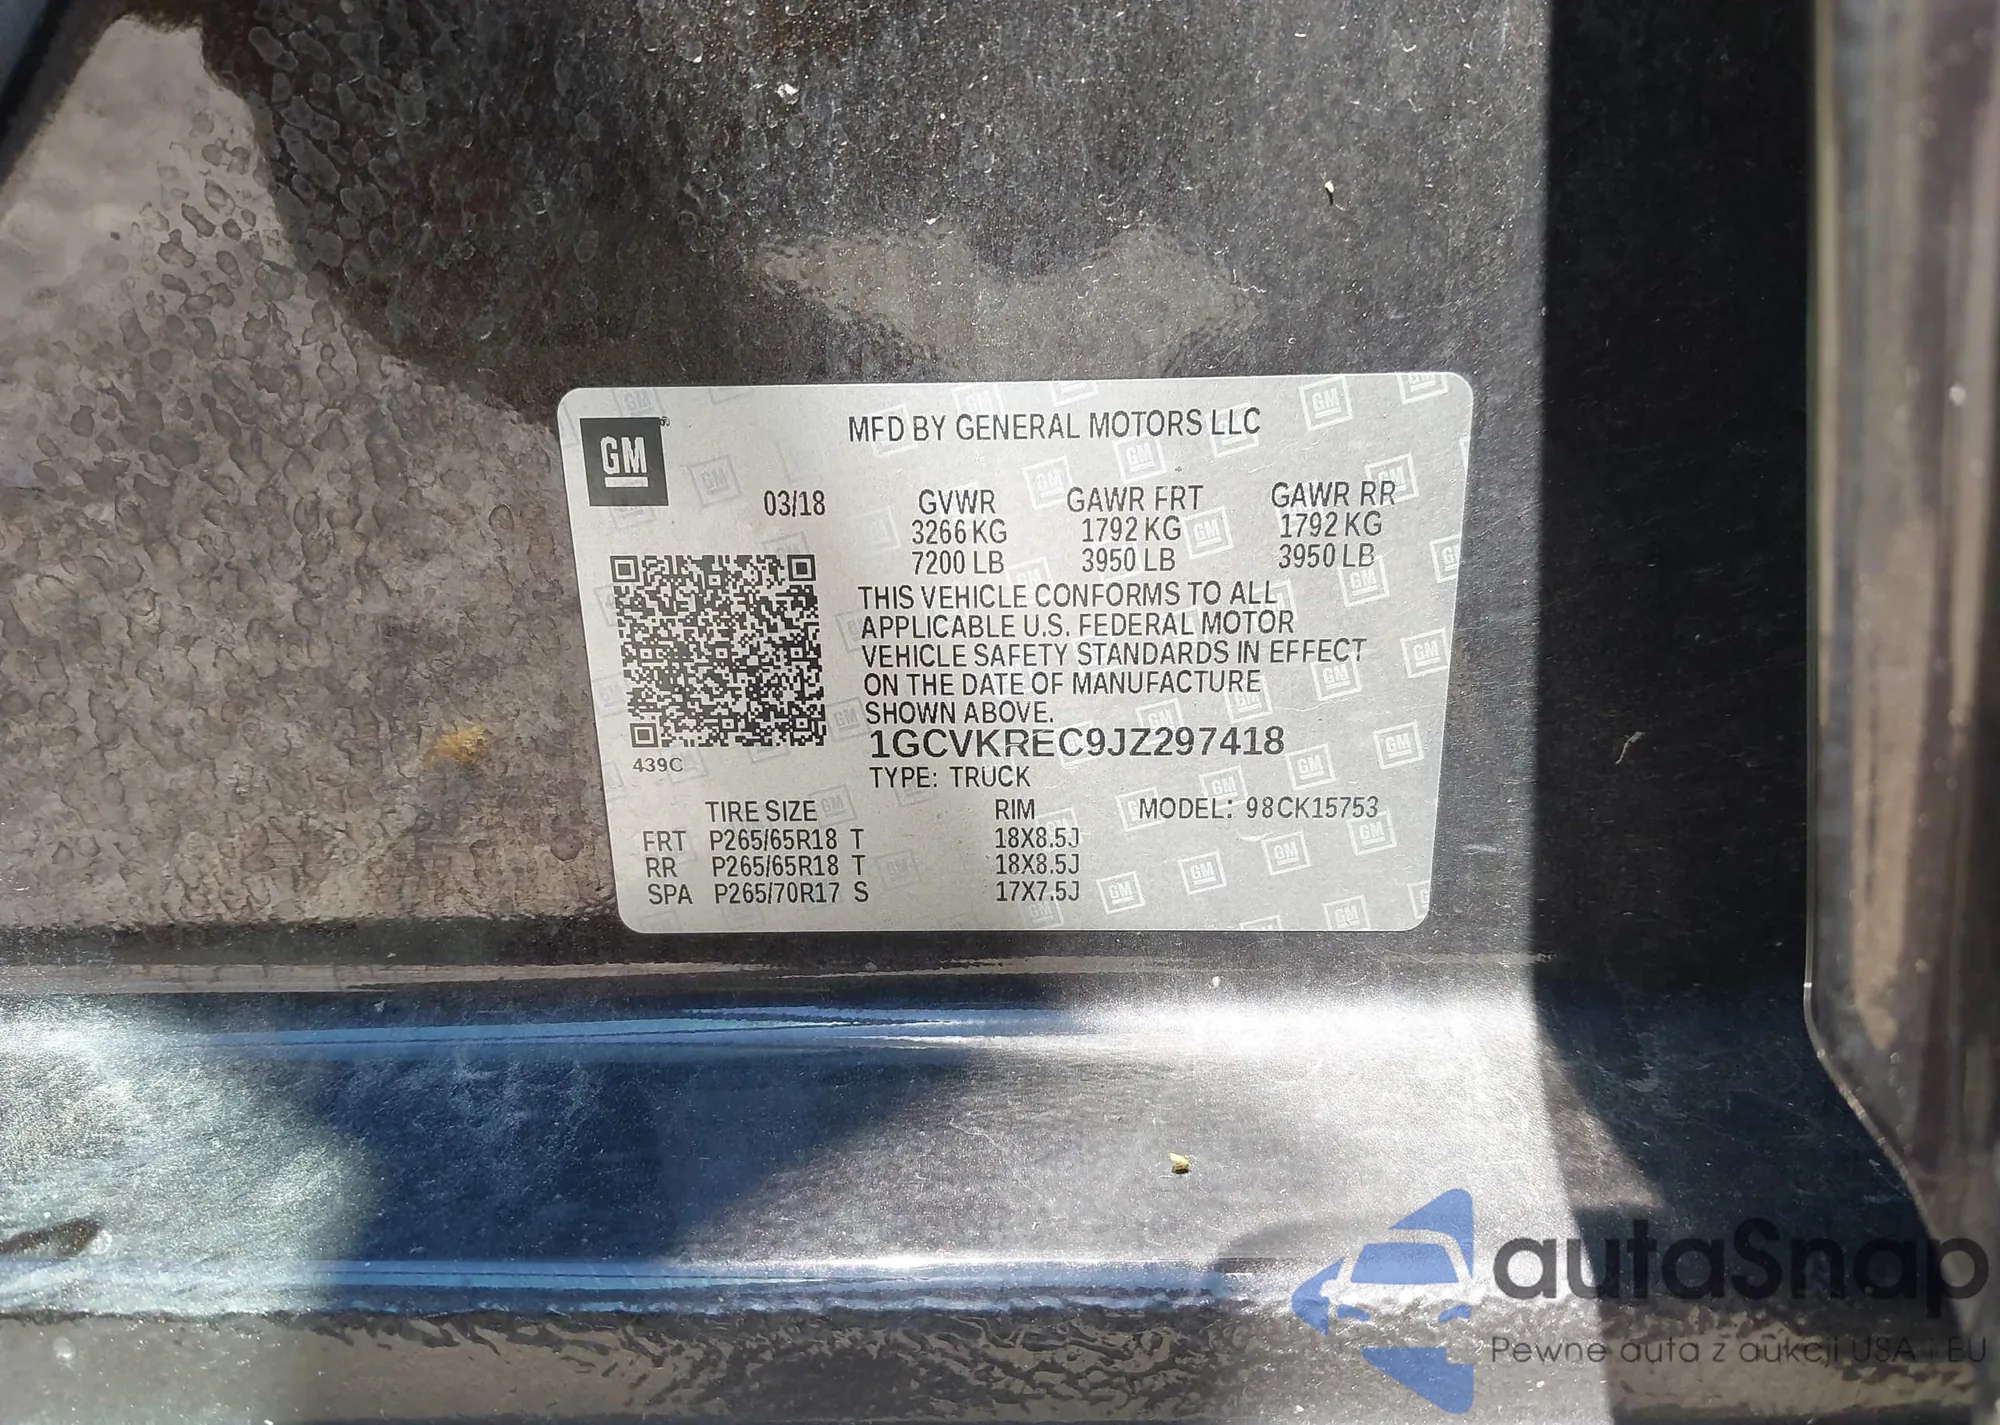 GM
MFD BY GENERAL MOTORS LLC
03/18 GVWR GAWR FRT GAWR RR
3266 KG 1792 KG 1792 KG
7200 LB 3950 LB 3950 LB
THIS VEHICLE CONFORMS TO ALL
APPLICABLE U.S. FEDERAL MOTOR
VEHICLE SAFETY STANDARDS IN EFFECT
ON THE DATE OF MANUFACTURE
SHOWN ABOVE.
1GCVKREC9JZ297418
439C
TYPE: TRUCK
TIRE SIZE RIM MODEL: 98CK15753
FRT P265/65R18 T 18X8.5J
RR P265/65R18 T 18X8.5J
SPA P265/70R17 S 17X7.5J
autaSnap
Pewne auta z aukcji USA i EU